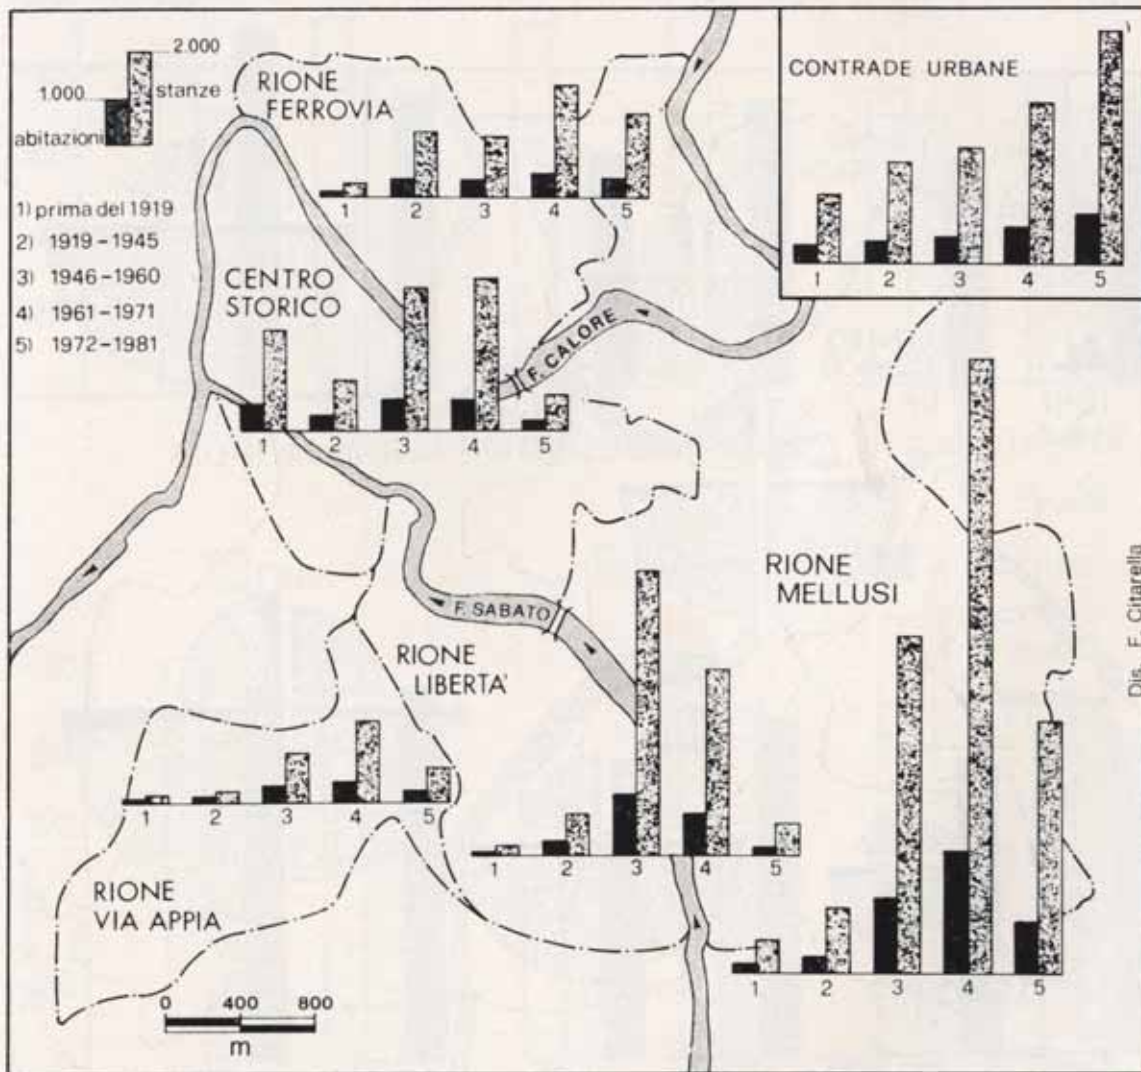 2.000
stanze
1.000
abitazioni
1) prima del 1919
2) 1919-1945
3) 1946-1960
4) 1961-1971
5) 1972-1981
RIONE
FERROVIA
1 2 3 4 5
CONTRADE URBANE
1 2 3 4 5
CENTRO
STORICO
1 2 3 4 5
F. CALORE
F. SABATO
RIONE
MELLUSI
1 2 3 4 5
RIONE
LIBERTA'
1 2 3 4 5
1 2 3 4 5
RIONE
VIA APPIA
0 400 800
m
Dis. F. Citarella